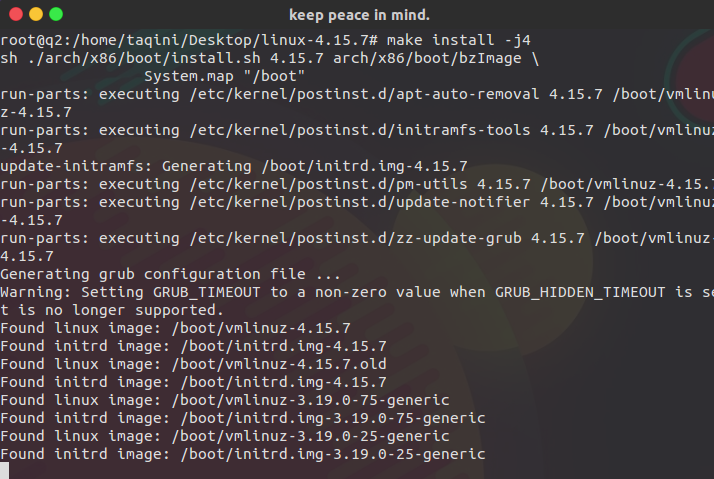 keep peace in mind.
root@q2:/home/taqini/Desktop/linux-4.15.7# make install -j4
sh ./arch/x86/boot/install.sh 4.15.7 arch/x86/boot/bzImage \
System.map "/boot"
run-parts: executing /etc/kernel/postinst.d/apt-auto-removal 4.15.7 /boot/vmlinu
z-4.15.7
run-parts: executing /etc/kernel/postinst.d/initramfs-tools 4.15.7 /boot/vmlinuz
-4.15.7
update-initramfs: Generating /boot/initrd.img-4.15.7
run-parts: executing /etc/kernel/postinst.d/pm-utils 4.15.7 /boot/vmlinuz-4.15.7
run-parts: executing /etc/kernel/postinst.d/update-notifier 4.15.7 /boot/vmlinuz
-4.15.7
run-parts: executing /etc/kernel/postinst.d/zz-update-grub 4.15.7 /boot/vmlinuz-
4.15.7
Generating grub configuration file ...
Warning: Setting GRUB_TIMEOUT to a non-zero value when GRUB_HIDDEN_TIMEOUT is se
t is no longer supported.
Found linux image: /boot/vmlinuz-4.15.7
Found initrd image: /boot/initrd.img-4.15.7
Found linux image: /boot/vmlinuz-4.15.7.old
Found initrd image: /boot/initrd.img-4.15.7
Found linux image: /boot/vmlinuz-3.19.0-75-generic
Found initrd image: /boot/initrd.img-3.19.0-75-generic
Found linux image: /boot/vmlinuz-3.19.0-25-generic
Found initrd image: /boot/initrd.img-3.19.0-25-generic